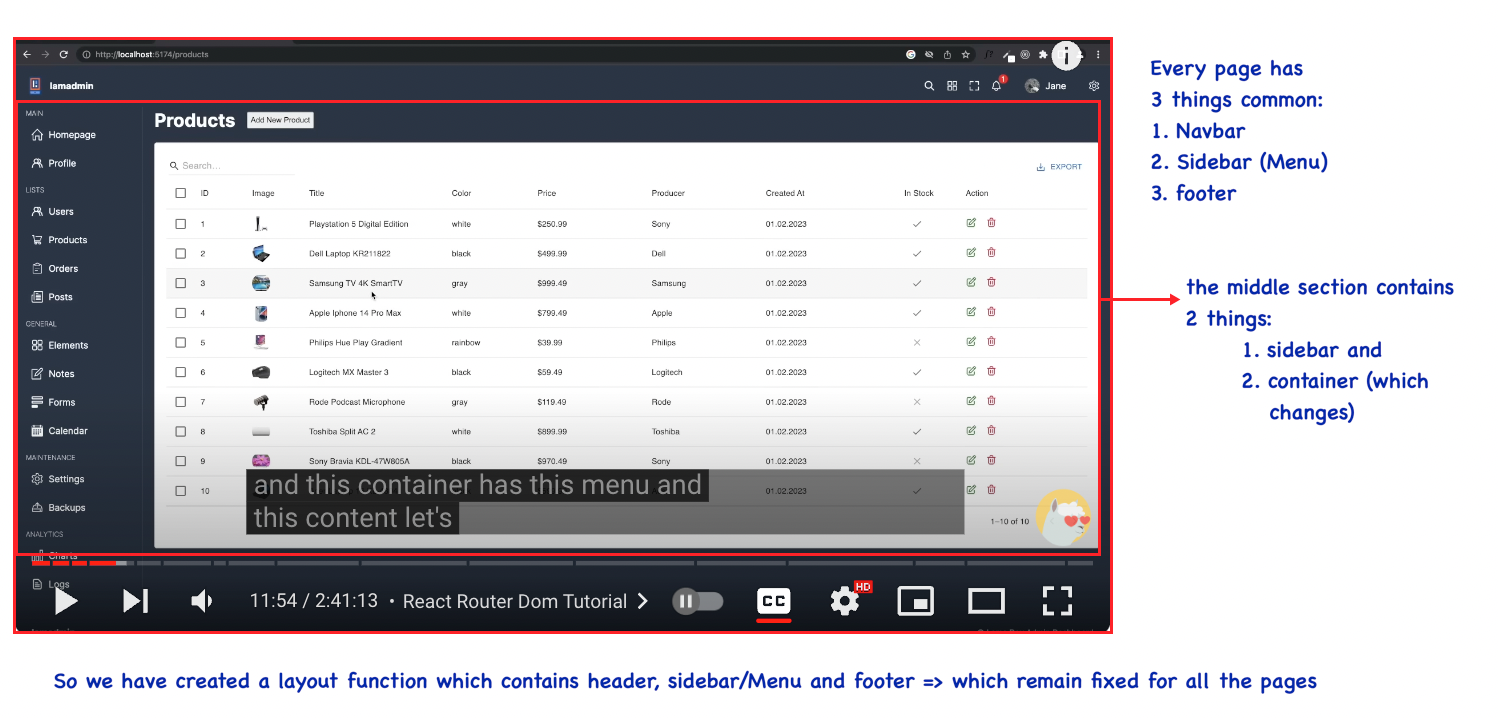 http://localhost:5174/products
lamadmin
1
Jane
MAIN
Homepage
Profile
LISTS
Users
Products
Orders
Posts
GENERAL
Elements
Notes
Forms
Calendar
MAINTENANCE
Settings
Backups
ANALYTICS
Charts
Logs
Products Add New Product
Search...
EXPORT
ID Image Title Color Price Producer Created At In Stock Action
1 Playstation 5 Digital Edition white $250.99 Sony 01.02.2023
2 Dell Laptop KR211822 black $499.99 Dell 01.02.2023
3 Samsung TV 4K SmartTV gray $999.49 Samsung 01.02.2023
4 Apple Iphone 14 Pro Max white $799.49 Apple 01.02.2023
5 Philips Hue Play Gradient rainbow $39.99 Philips 01.02.2023
6 Logitech MX Master 3 black $59.49 Logitech 01.02.2023
7 Rode Podcast Microphone gray $119.49 Rode 01.02.2023
8 Toshiba Split AC 2 white $899.99 Toshiba 01.02.2023
9 Sony Bravia KDL-47W805A black $970.49 Sony 01.02.2023
10 01.02.2023
1–10 of 10
and this container has this menu and
this content let's
11:54 / 2:41:13 • React Router Dom Tutorial
CC
HD
Every page has
3 things common:
1. Navbar
2. Sidebar (Menu)
3. footer
the middle section contains
2 things:
1. sidebar and
2. container (which
changes)
So we have created a layout function which contains header, sidebar/Menu and footer => which remain fixed for all the pages